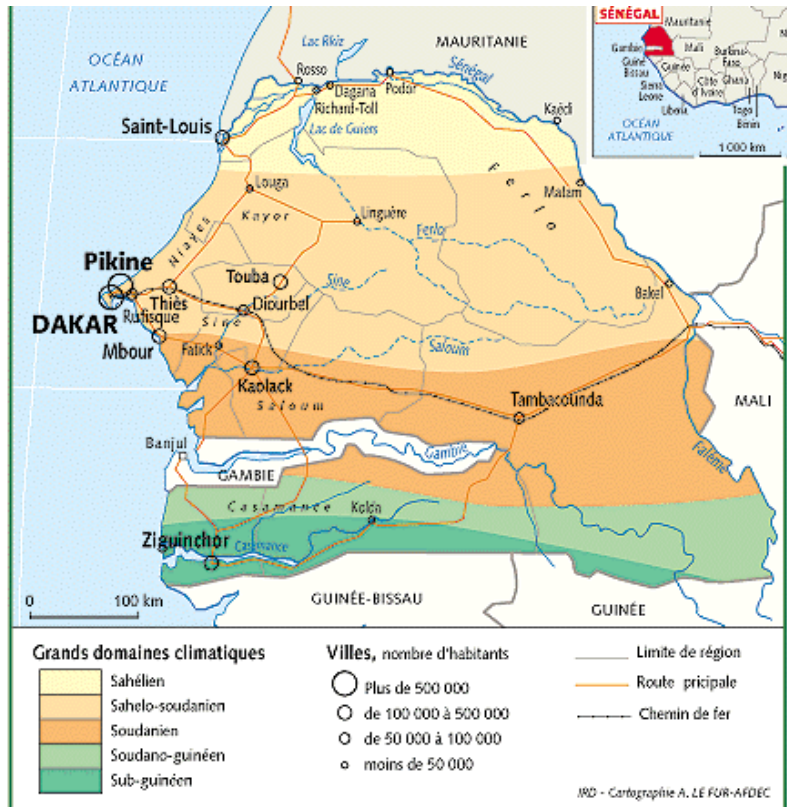 OCÉAN
ATLANTIQUE
Lac Rkiz
MAURITANIE
Rosso
Dagana
Richard-Toll
Podor
Sénégal
Kaëdi
Saint-Louis
Lac de Guiers
Louga
Matam
Ferlo
Kayor
Linguère
Ferlo
Niayes
Pikine
Touba
Sine
Bakel
DAKAR
Thiès
Diourbel
Rufisque
Sine
Mbour
Fatick
Saloum
Kaolack
Saloum
Tambacounda
MALI
Banjul
Gambie
GAMBIE
Falémé
Casamance
Kolda
Ziguinchor
Casamance
GUINÉE-BISSAU
GUINÉE
0
100 km
SÉNÉGAL
Mauritanie
Gambie
Mali
Burkina-
Faso
Guiné
Bissau
Guinée
Sierra
Leone
Côte
d'Ivoire
Ghana
Liberia
Togo
Bénin
OCÉAN
ATLANTIQUE
1 000 km
Grands domaines climatiques
Sahélien
Sahelo-soudanien
Soudanien
Soudano-guinéen
Sub-guinéen
Villes, nombre d'habitants
Plus de 500 000
de 100 000 à 500 000
de 50 000 à 100 000
moins de 50 000
Limite de région
Route pricipale
Chemin de fer
IRD - Cartographie A. LE FUR-AFDEC